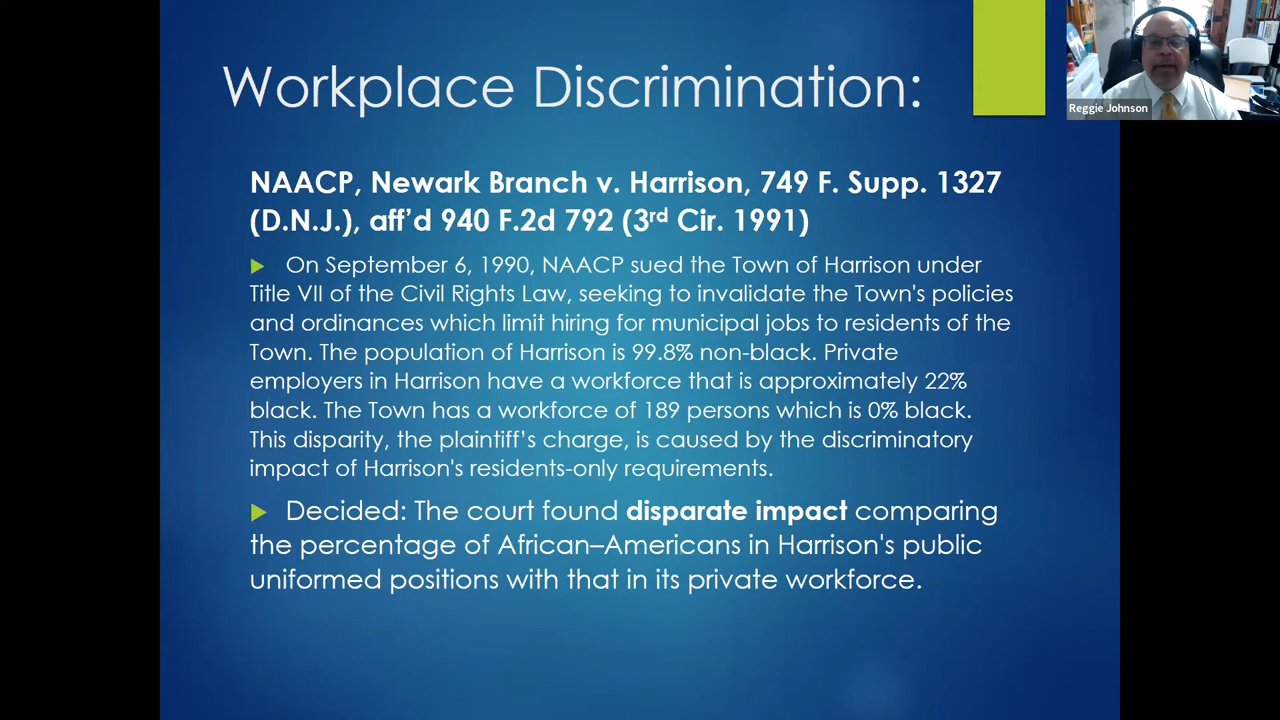 Workplace Discrimination:
Reggie Johnson
NAACP, Newark Branch v. Harrison, 749 F. Supp. 1327
(D.N.J.), aff’d 940 F.2d 792 (3rd Cir. 1991)
On September 6, 1990, NAACP sued the Town of Harrison under
Title VII of the Civil Rights Law, seeking to invalidate the Town's policies
and ordinances which limit hiring for municipal jobs to residents of the
Town. The population of Harrison is 99.8% non-black. Private
employers in Harrison have a workforce that is approximately 22%
black. The Town has a workforce of 189 persons which is 0% black.
This disparity, the plaintiff’s charge, is caused by the discriminatory
impact of Harrison's residents-only requirements.
Decided: The court found disparate impact comparing
the percentage of African–Americans in Harrison's public
uniformed positions with that in its private workforce.